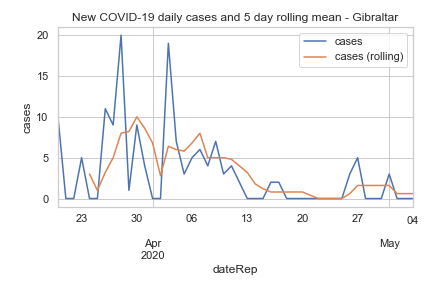 New COVID-19 daily cases and 5 day rolling mean - Gibraltar
cases
cases (rolling)
20
15
10
5
0
cases
23 30 06 13 20 27 04
Apr May
2020
dateRep